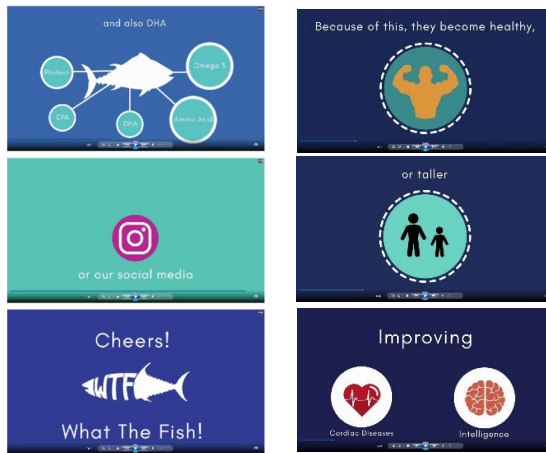 and also DHA
Protein
Omega 3
EPA
DHA
Amino Acid
Because of this, they become healthy,
or our social media
or taller
Cheers!
WTF
What The Fish!
Improving
Cardiac Diseases
Intelligence